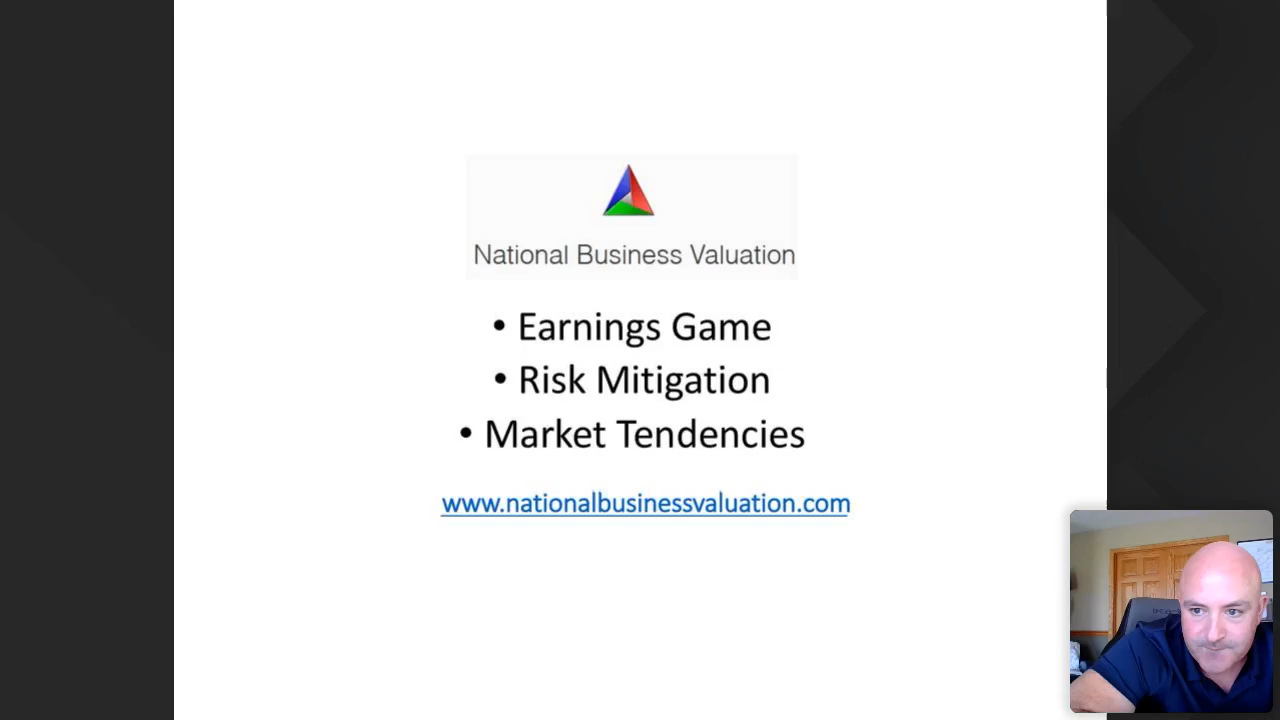 National Business Valuation
• Earnings Game
• Risk Mitigation
• Market Tendencies
www.nationalbusinessvaluation.com